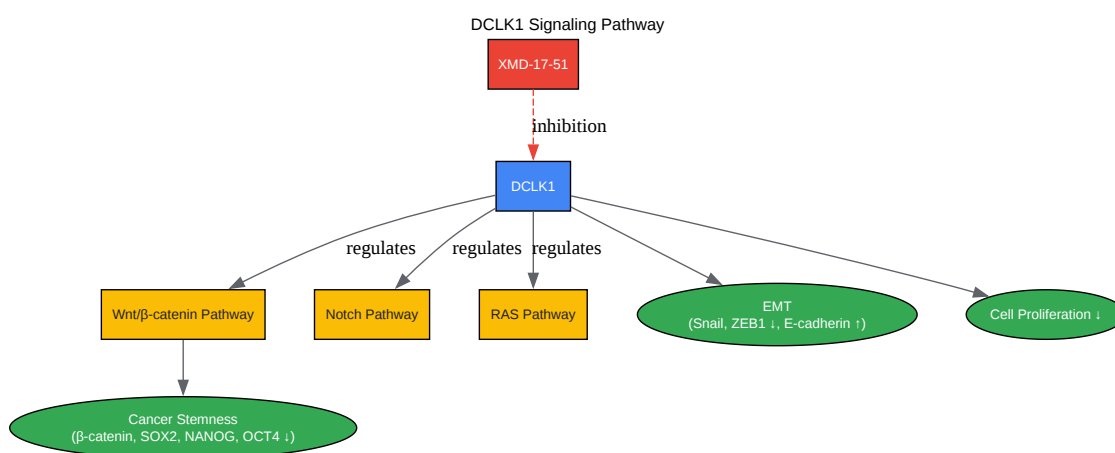 DCLK1 Signaling Pathway
XMD-17-51
inhibition
DCLK1
regulates
regulates
regulates
Wnt/β-catenin Pathway
Notch Pathway
RAS Pathway
EMT
(Snail, ZEB1 ↓, E-cadherin ↑)
Cell Proliferation ↓
Cancer Stemness
(β-catenin, SOX2, NANOG, OCT4 ↓)